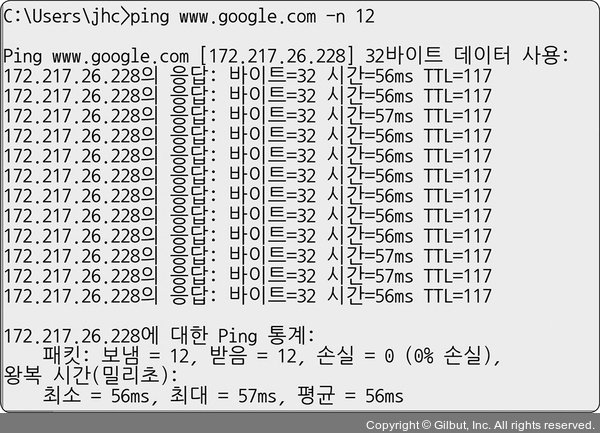 C:\Users\jhc>ping www.google.com -n 12
Ping www.google.com [172.217.26.228] 32바이트 데이터 사용:
172.217.26.228의 응답: 바이트=32 시간=56ms TTL=117
172.217.26.228의 응답: 바이트=32 시간=56ms TTL=117
172.217.26.228의 응답: 바이트=32 시간=57ms TTL=117
172.217.26.228의 응답: 바이트=32 시간=56ms TTL=117
172.217.26.228의 응답: 바이트=32 시간=56ms TTL=117
172.217.26.228의 응답: 바이트=32 시간=56ms TTL=117
172.217.26.228의 응답: 바이트=32 시간=56ms TTL=117
172.217.26.228의 응답: 바이트=32 시간=56ms TTL=117
172.217.26.228의 응답: 바이트=32 시간=56ms TTL=117
172.217.26.228의 응답: 바이트=32 시간=57ms TTL=117
172.217.26.228의 응답: 바이트=32 시간=57ms TTL=117
172.217.26.228의 응답: 바이트=32 시간=56ms TTL=117
172.217.26.228에 대한 Ping 통계:
패킷: 보냄 = 12, 받음 = 12, 손실 = 0 (0% 손실),
왕복 시간(밀리초):
최소 = 56ms, 최대 = 57ms, 평균 = 56ms
Copyright © Gilbut, Inc. All rights reserved.